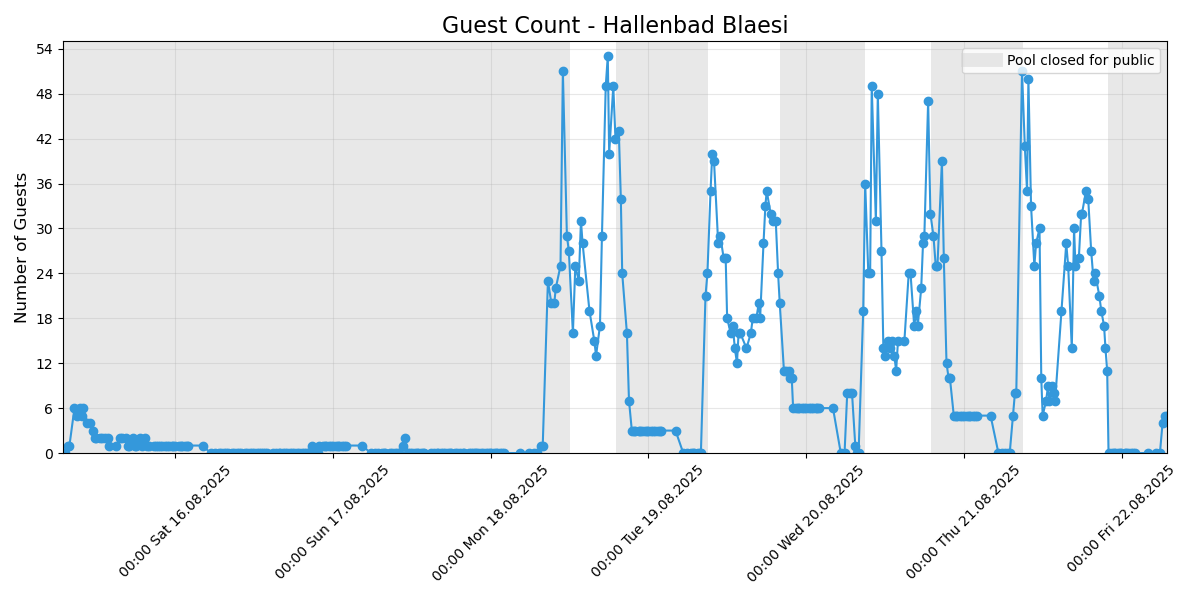 Guest Count - Hallenbad Blaesi
Pool closed for public
Number of Guests
54
48
42
36
30
24
18
12
6
0
00:00 Sat 16.08.2025
00:00 Sun 17.08.2025
00:00 Mon 18.08.2025
00:00 Tue 19.08.2025
00:00 Wed 20.08.2025
00:00 Thu 21.08.2025
00:00 Fri 22.08.2025